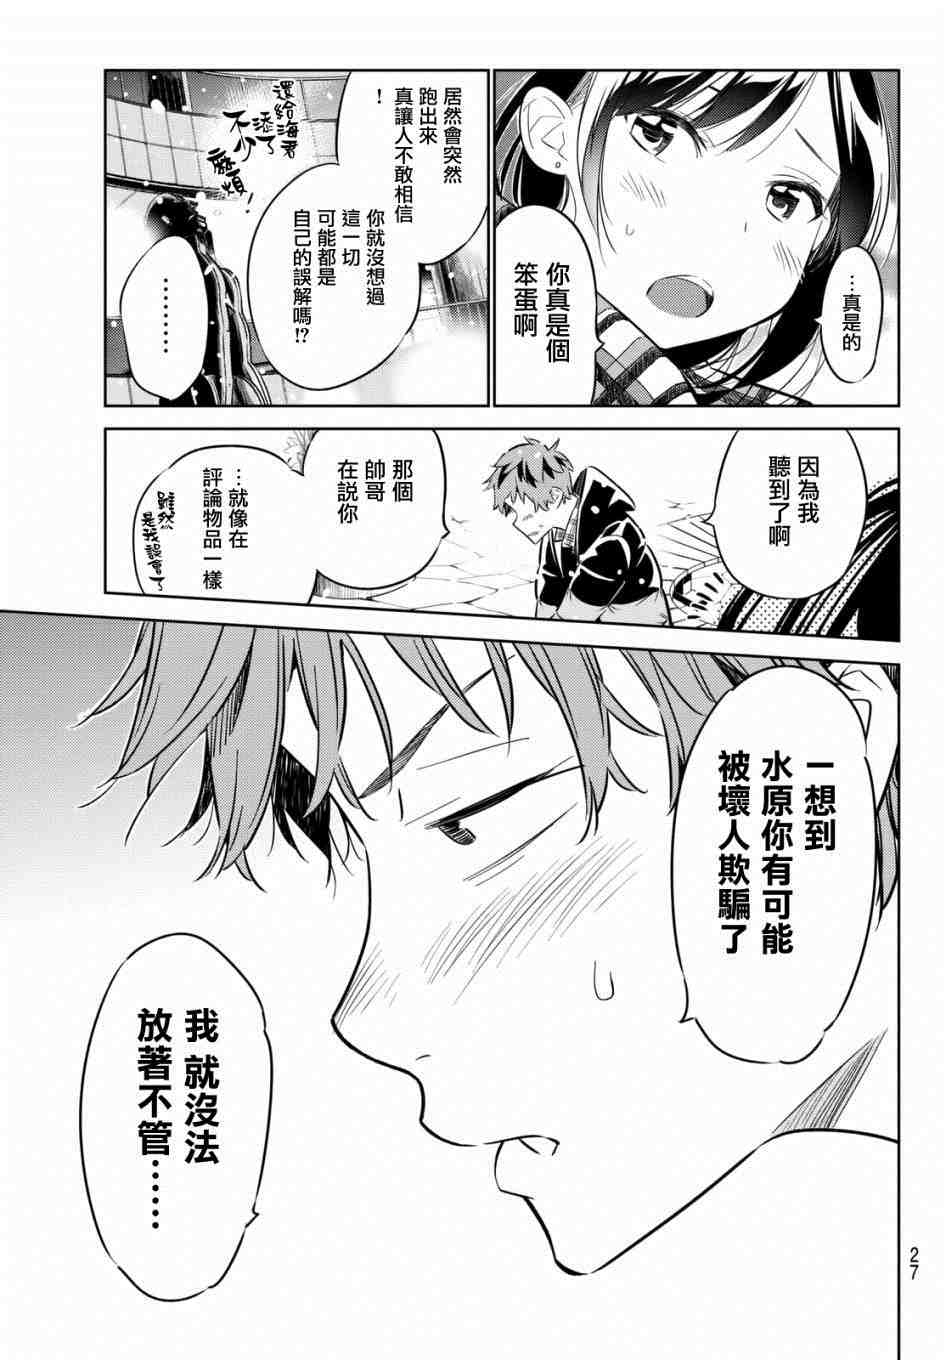 …真是的
你真是個
笨蛋啊
居然會突然
跑出來
真讓人不敢相信
！
你就沒想過
這一切
可能都是
自己的誤解嗎!?
還給海君
添了
不少
麻煩！
………
因為我
聽到了啊
那個
帥哥
在説你
…就像在
評論物品一樣
雖然
是我誤會了
一想到
水原你有可能
被壞人欺騙了
我就沒法
放著不管……
27